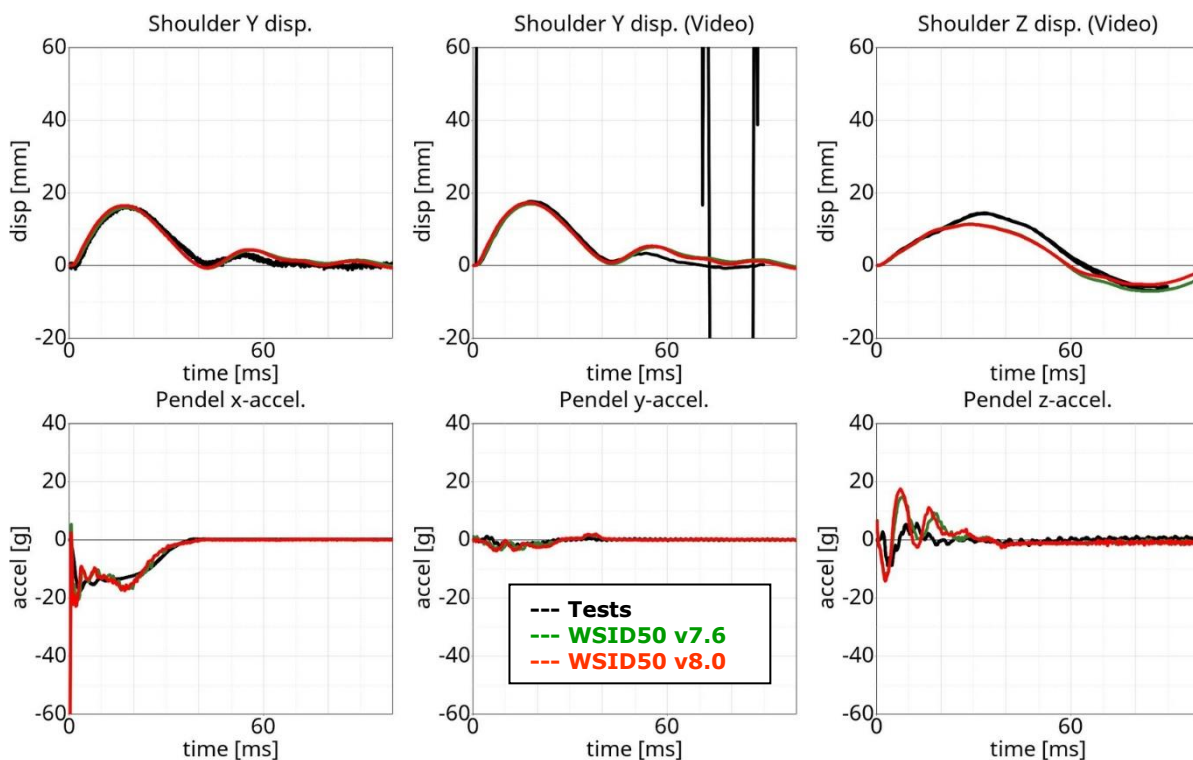 Shoulder Y disp.
Shoulder Y disp. (Video)
Shoulder Z disp. (Video)
60
40
20
0
-20
disp [mm]
0
60
time [ms]
60
40
20
0
-20
disp [mm]
0
60
time [ms]
60
40
20
0
-20
disp [mm]
0
60
time [ms]
Pendel x-accel.
Pendel y-accel.
Pendel z-accel.
40
20
0
-20
-40
-60
accel [g]
0
60
time [ms]
40
20
0
-20
-40
-60
accel [g]
0
60
time [ms]
40
20
0
-20
-40
-60
accel [g]
0
60
time [ms]
--- Tests
--- WSID50 v7.6
--- WSID50 v8.0